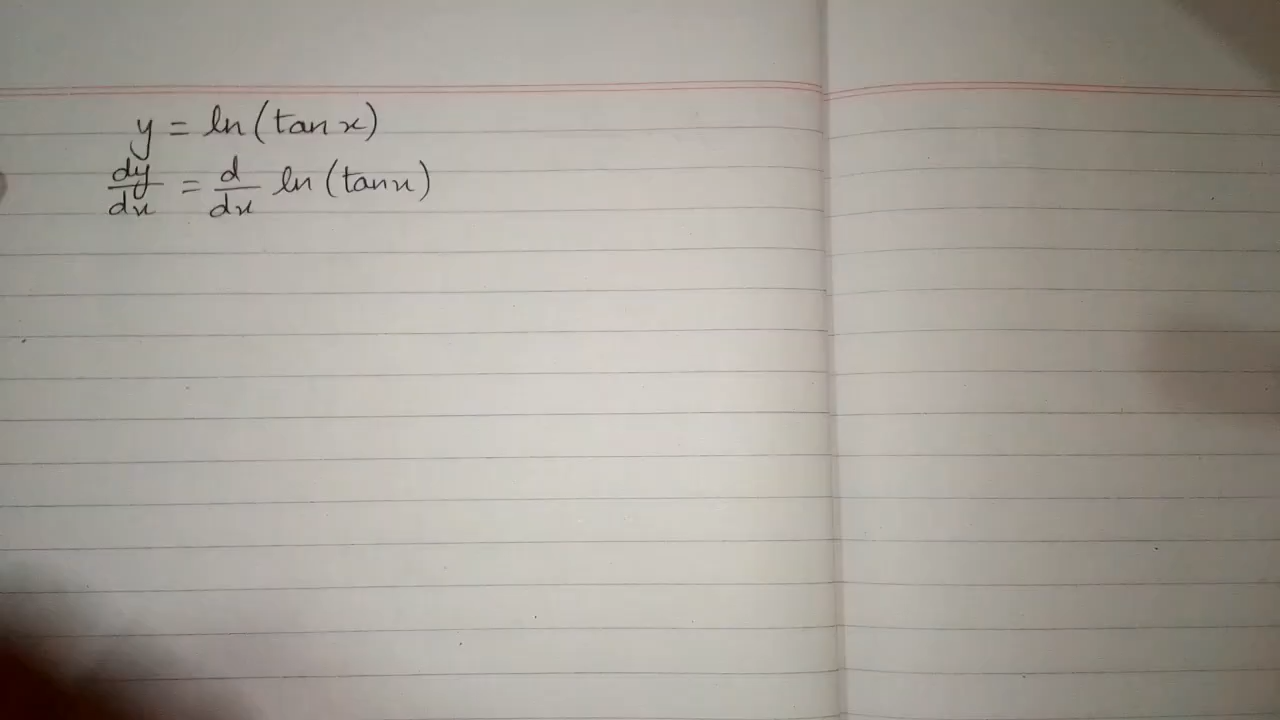 y = ln(tan x)
dy/dx = d/dx ln(tanx)